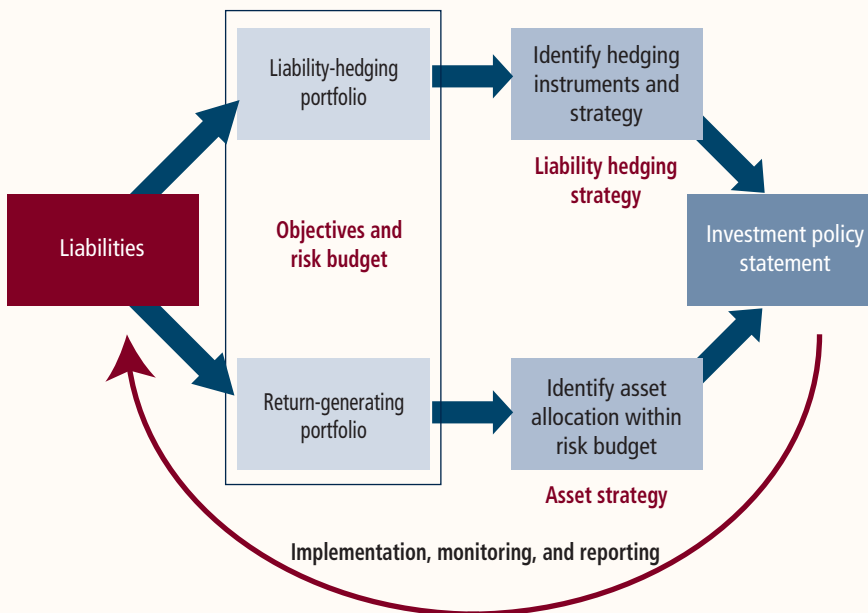 Liability-hedging
portfolio
Identify hedging
instruments and
strategy
Liability hedging
strategy
Liabilities
Objectives and
risk budget
Investment policy
statement
Return-generating
portfolio
Identify asset
allocation within
risk budget
Asset strategy
Implementation, monitoring, and reporting